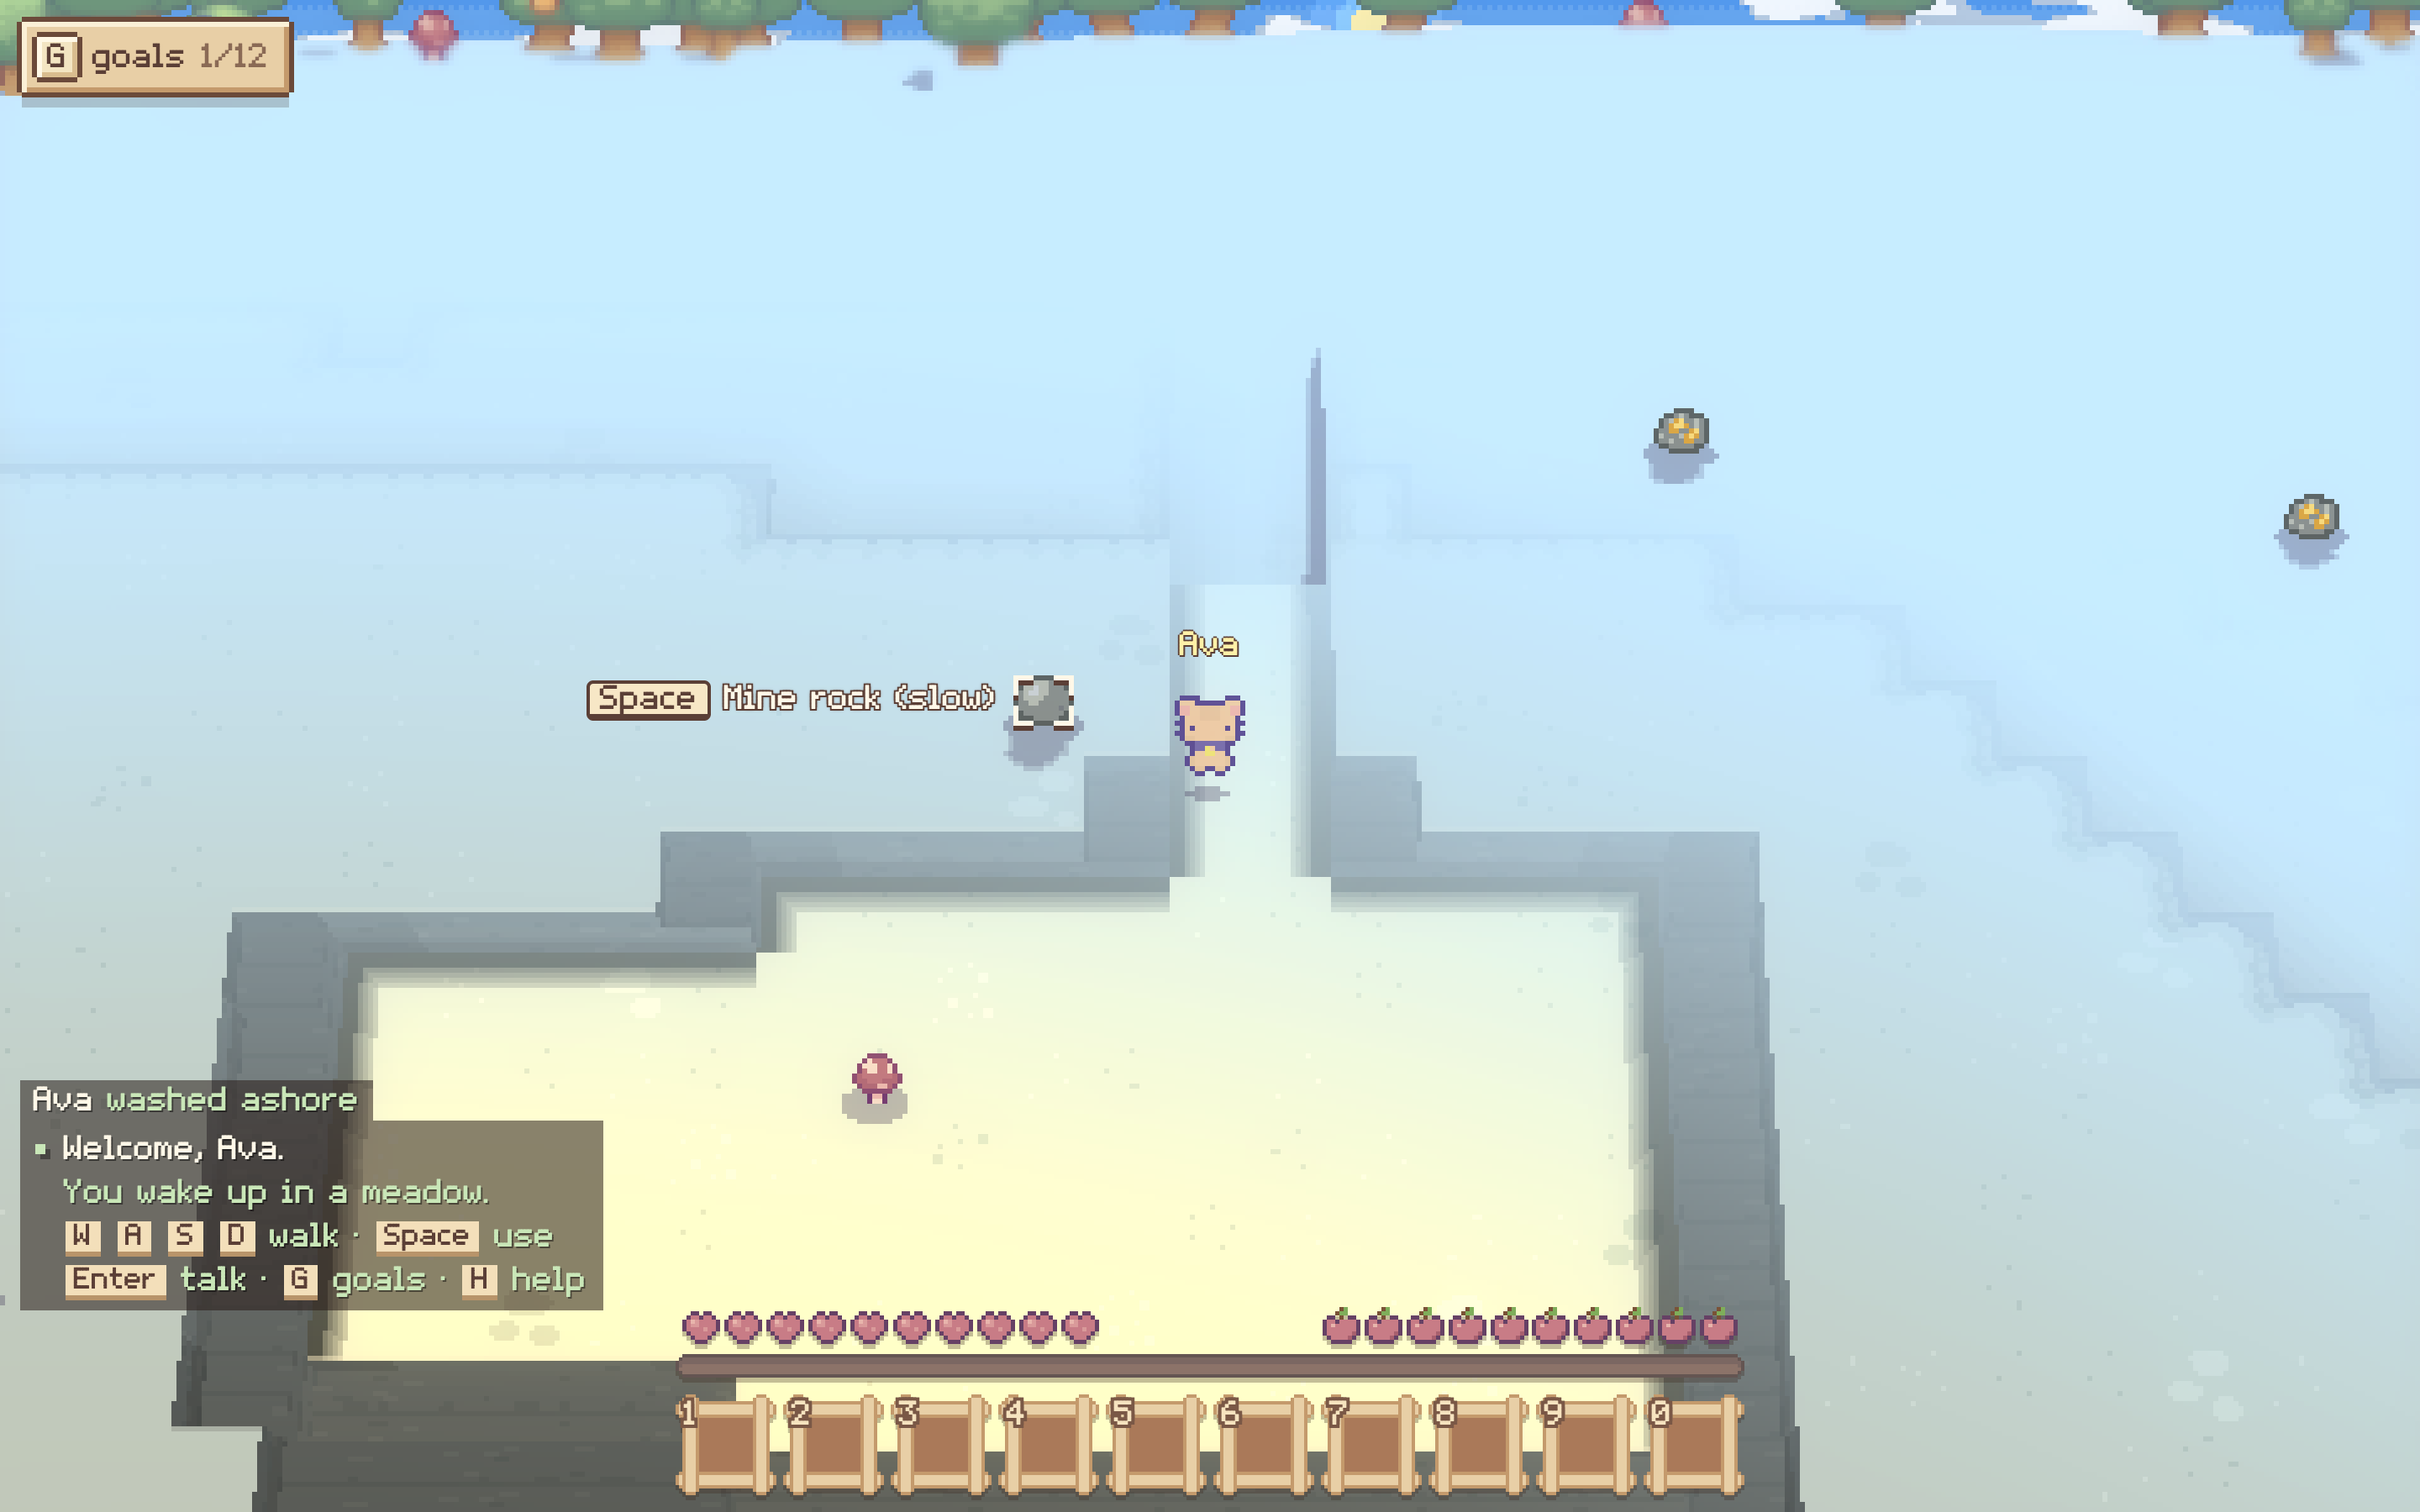 G goals 1/12
Ava
Space Mine rock (slow)
Ava washed ashore
Welcome, Ava.
You wake up in a meadow.
W A S D walk · Space use
Enter talk · G goals · H help
1 2 3 4 5 6 7 8 9 0